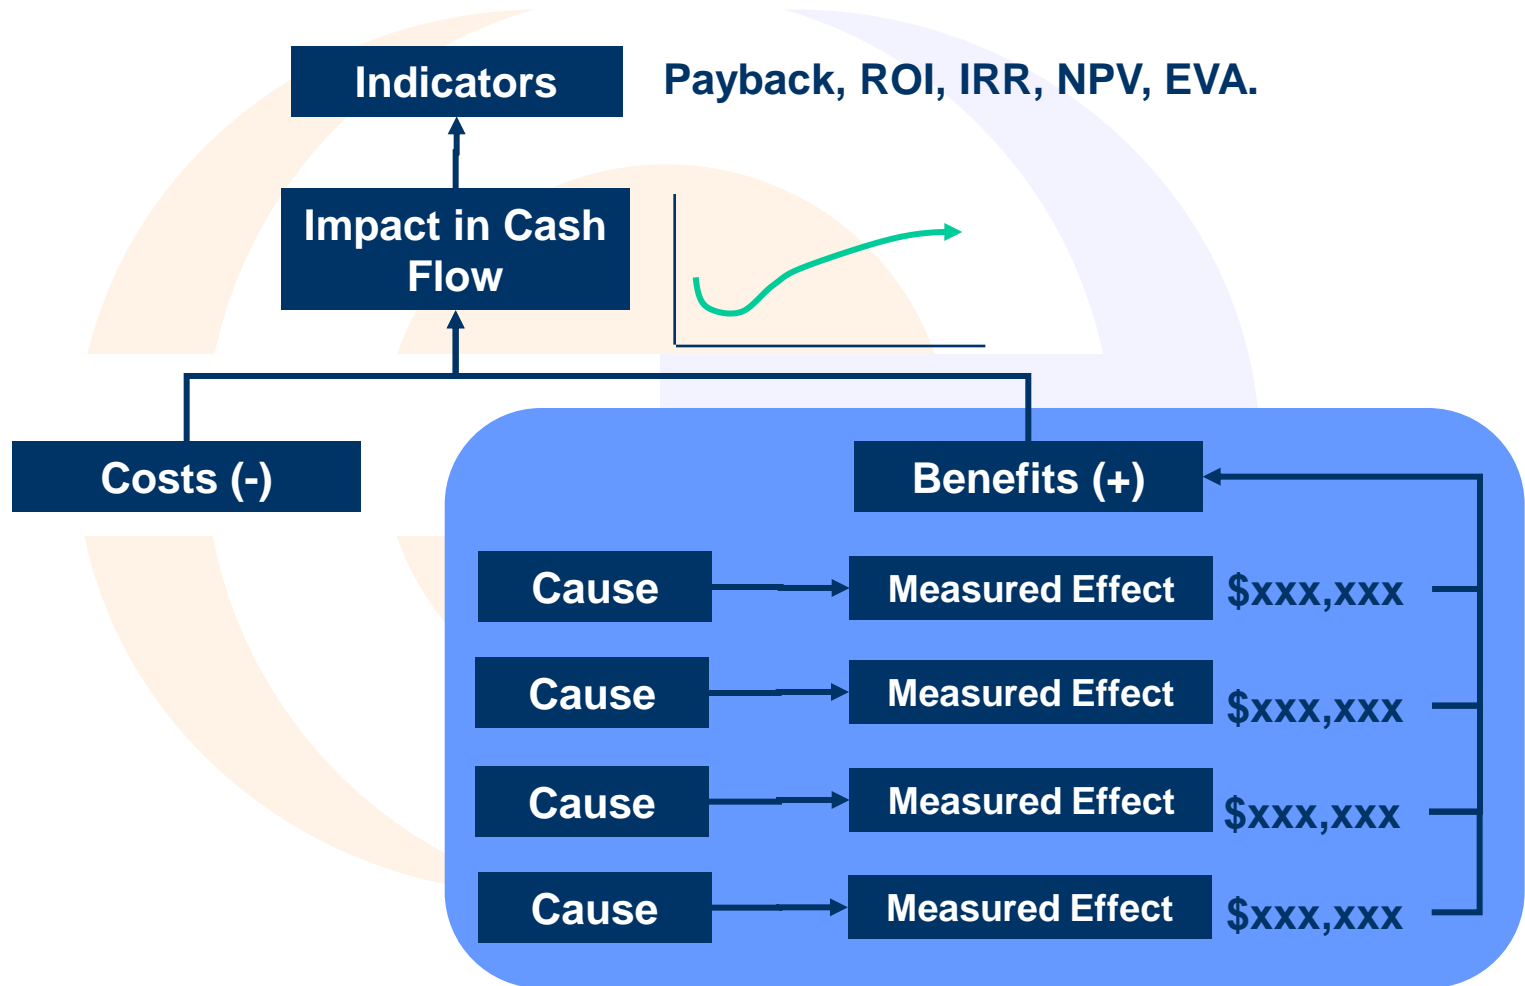 Indicators
Payback, ROI, IRR, NPV, EVA.
Impact in Cash
Flow
Costs (-)
Benefits (+)
Cause
Measured Effect
$xxx,xxx
Cause
Measured Effect
$xxx,xxx
Cause
Measured Effect
$xxx,xxx
Cause
Measured Effect
$xxx,xxx